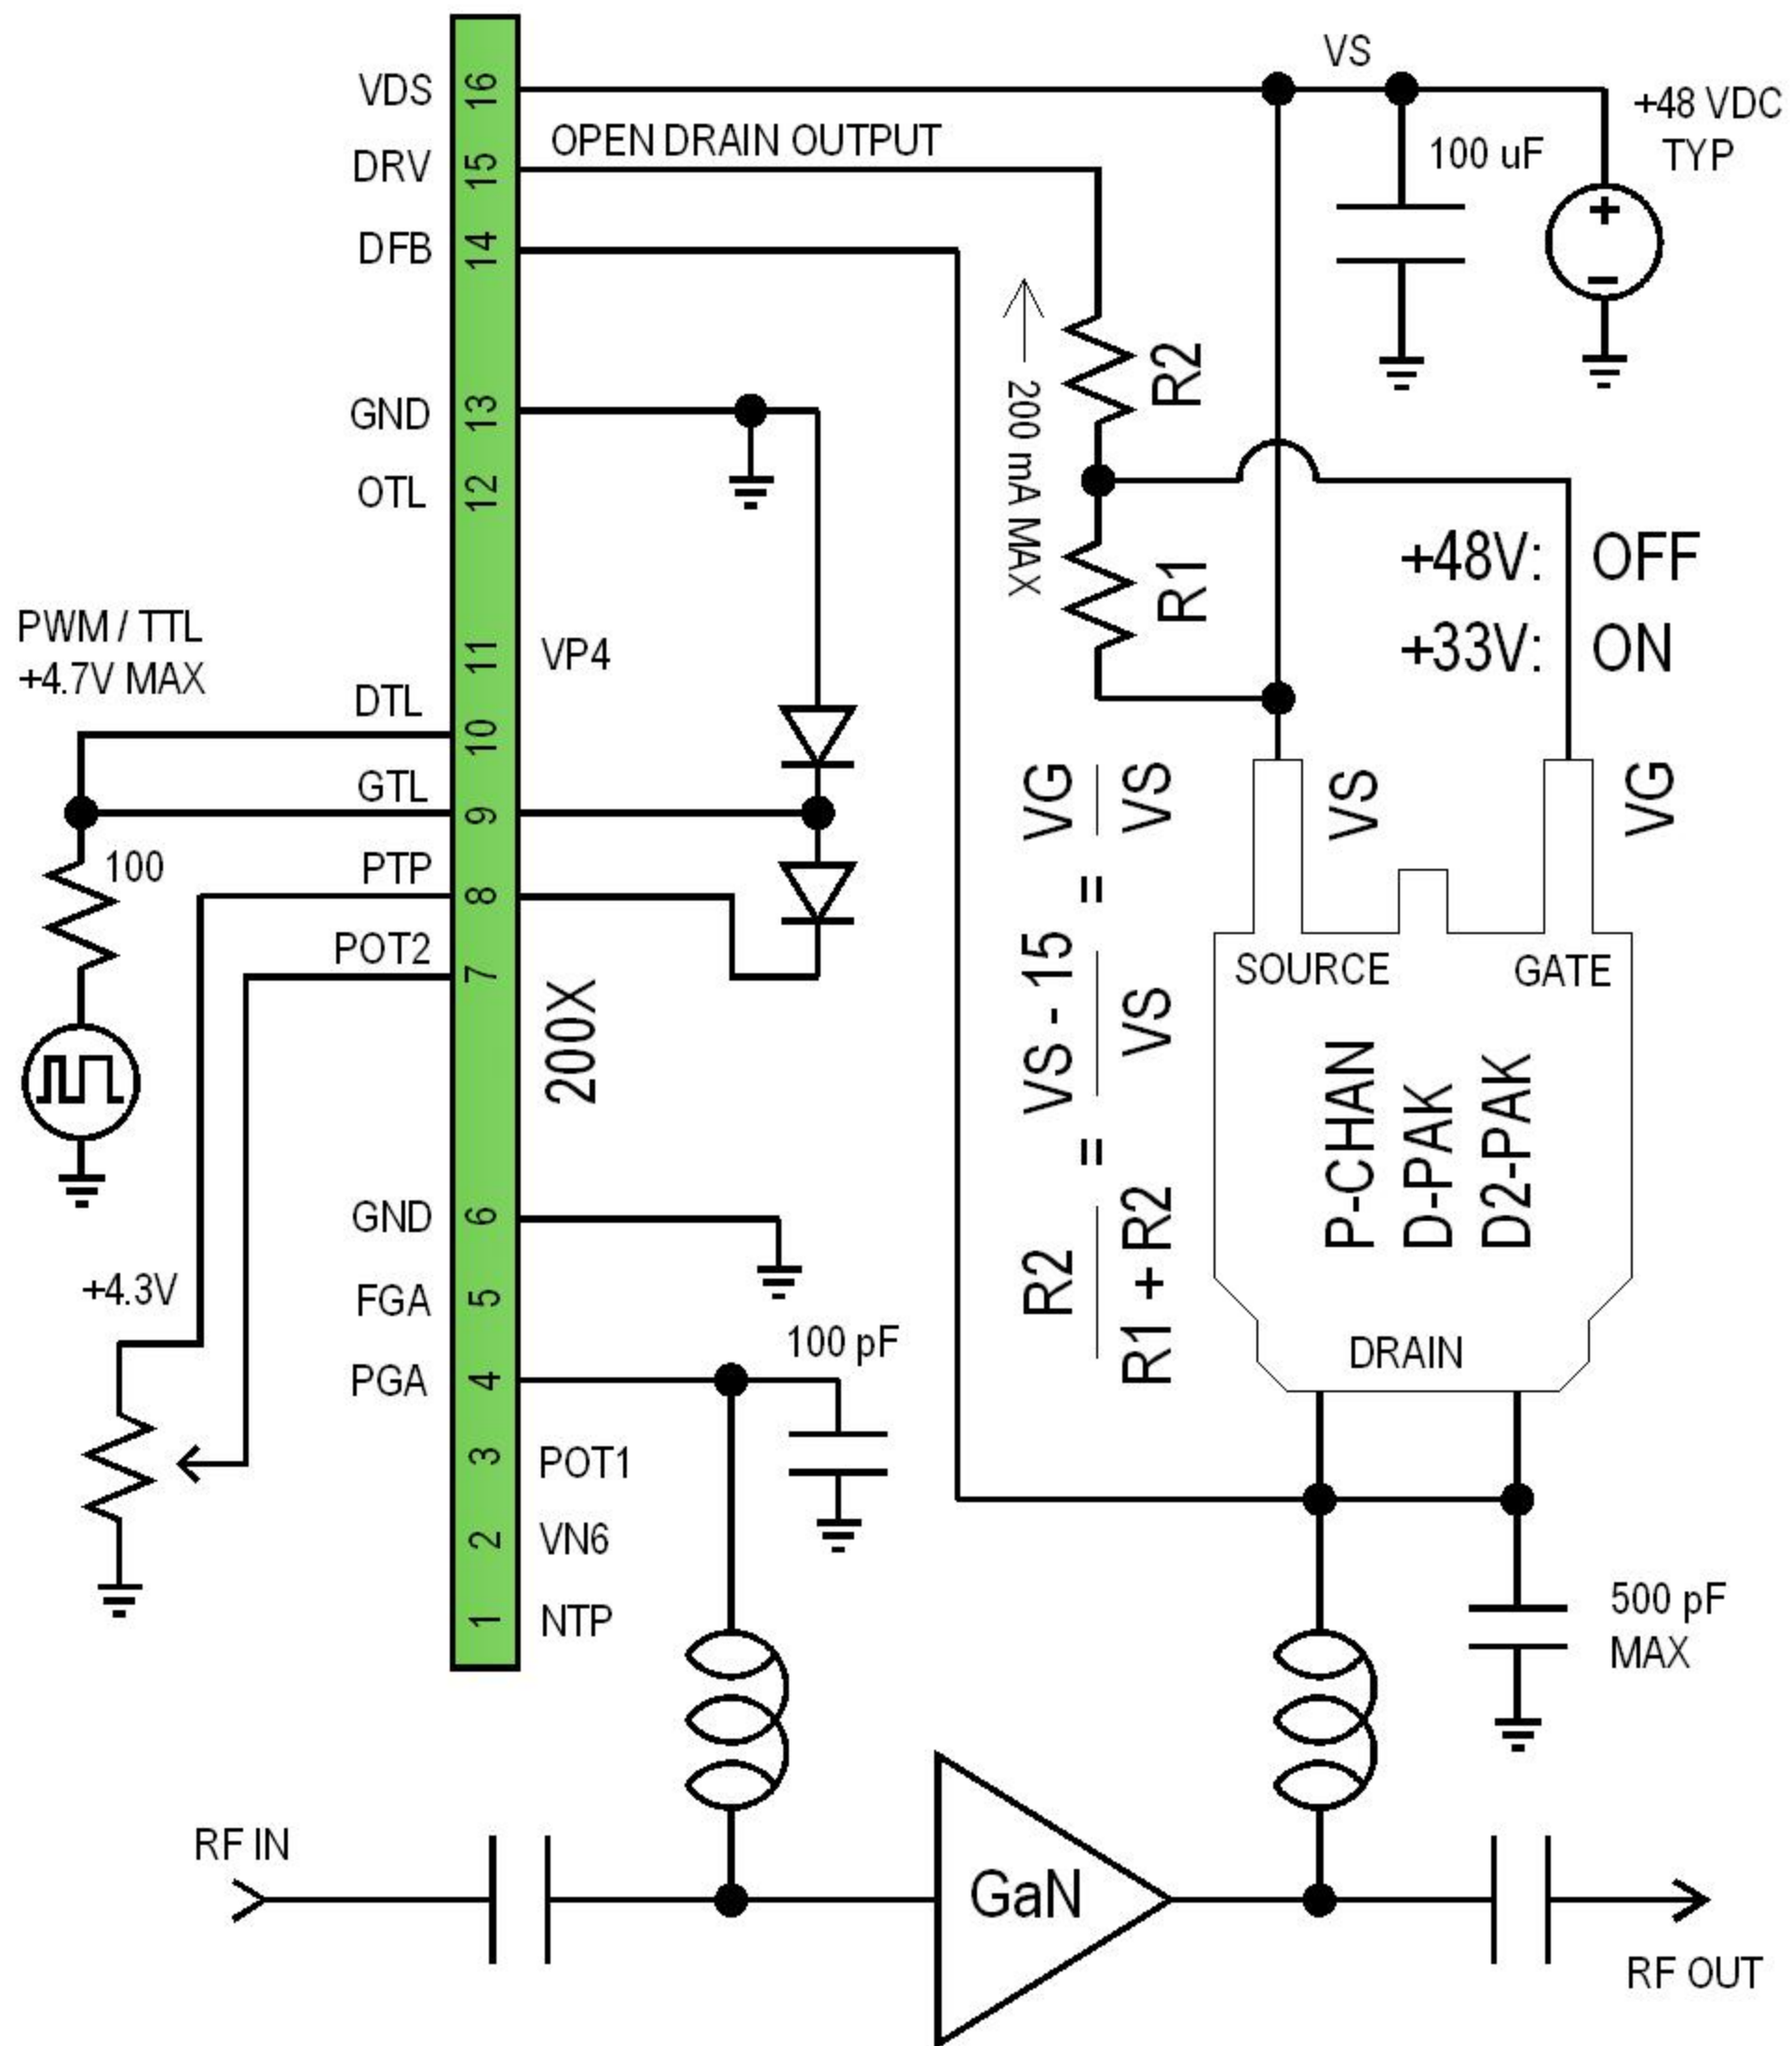 VS
VDS
16
+48 VDC
TYP
OPEN DRAIN OUTPUT
100 uF
DRV
15
DFB
14
R2
200 mA MAX
GND
13
OTL
12
+48V: OFF
R1
+33V: ON
PWM / TTL
+4.7V MAX
11
VP4
DTL
10
GTL
9
100
PTP
8
POT2
7
200X
R2
R1 + R2
=
VS - 15
VS
=
VG
VS
VS
VG
SOURCE
GATE
P-CHAN
D-PAK
D2-PAK
DRAIN
GND
6
+4.3V
FGA
5
100 pF
PGA
4
3
POT1
2
VN6
1
NTP
500 pF
MAX
RF IN
GaN
RF OUT